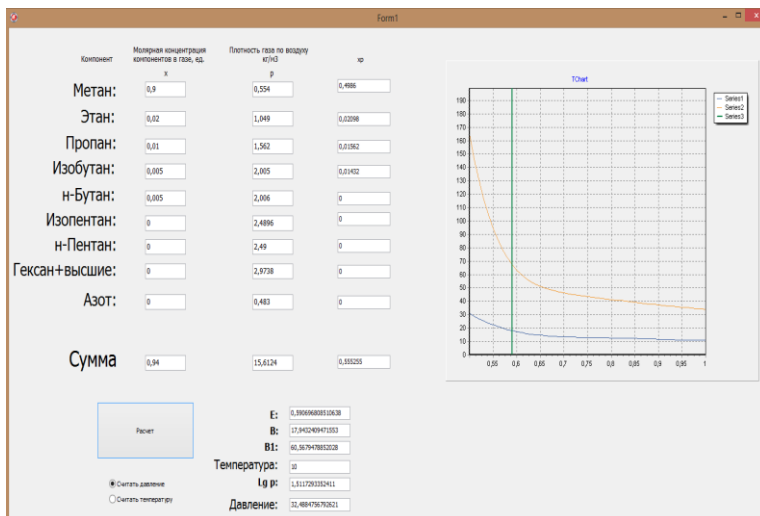 Form1
Компонент
Молярная концентрация компонентов в газе, ед.
Плотность газа по воздуху кг/м3
хр
х
р
Метан: 0,9 0,554 0,4986
Этан: 0,02 1,049 0,02098
Пропан: 0,01 1,562 0,01562
Изобутан: 0,005 2,005 0,01432
н-Бутан: 0,005 2,006 0
Изопентан: 0 2,4896 0
н-Пентан: 0 2,49 0
Гексан+высшие: 0 2,9738 0
Азот: 0 0,483 0
Сумма 0,94 15,6124 0,555255
Расчет
Считать давление
Считать температуру
E: 0,590696808510638
B: 17,9432409471553
B1: 60,5679478852028
Температура: 10
Lg p: 1,5117293352411
Давление: 32,4884756792621
TChart
190
180
170
160
150
140
130
120
110
100
90
80
70
60
50
40
30
20
10
0
0,55 0,6 0,65 0,7 0,75 0,8 0,85 0,9 0,95 1
Series1
Series2
Series3